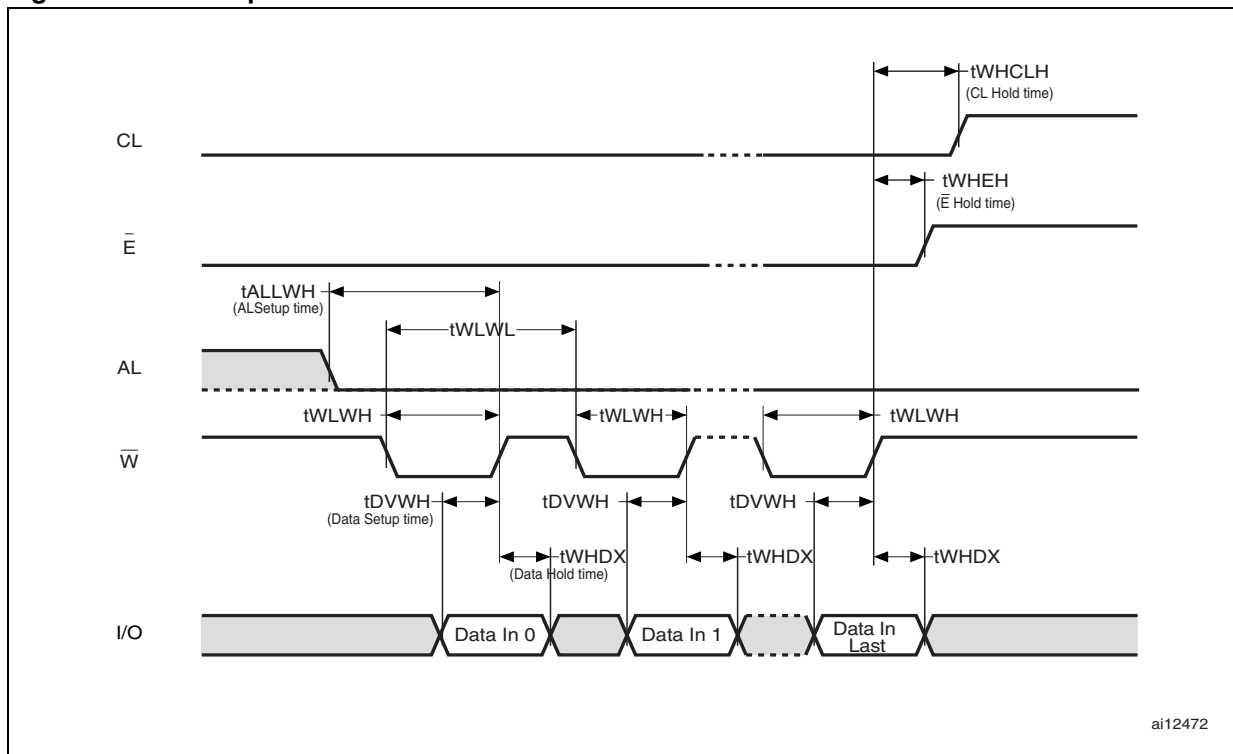 tWHCLH
(CL Hold time)
CL
tWHEH
(E̅ Hold time)
E̅
tALLWH
(ALSetup time)
tWLWL
AL
tWLWH
tWLWH
tWLWH
W̅
tDVWH
(Data Setup time)
tDVWH
tDVWH
tWHDX
(Data Hold time)
tWHDX
tWHDX
I/O
Data In 0
Data In 1
Data In
Last
ai12472